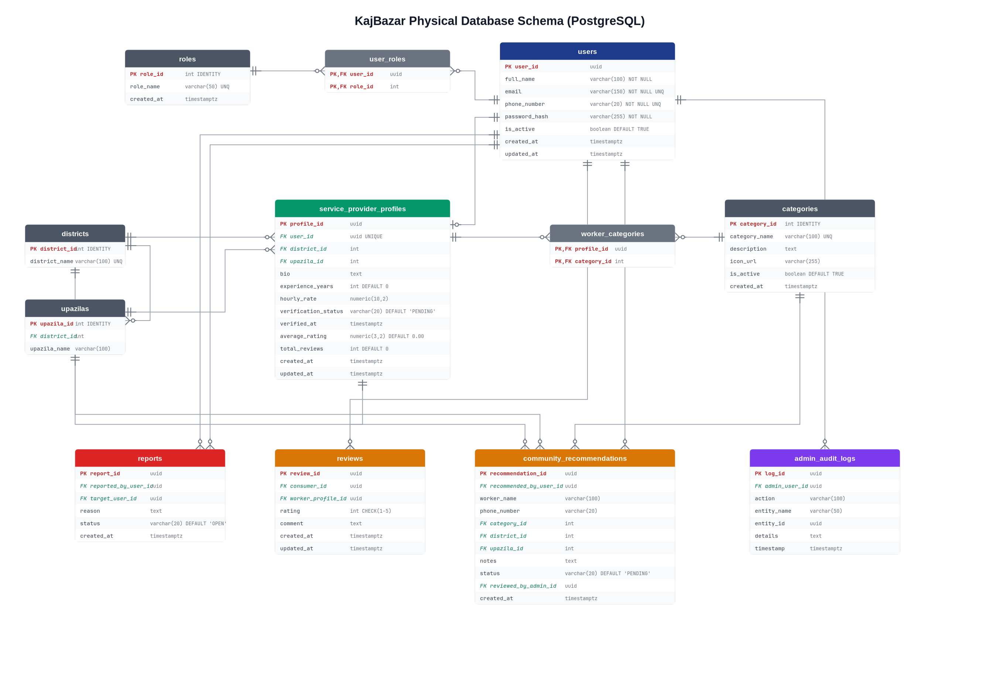 KajBazar Physical Database Schema (PostgreSQL)
roles
PK role_id int IDENTITY
role_name varchar(50) UNQ
created_at timestamptz
user_roles
PK,FK user_id uuid
PK,FK role_id int
users
PK user_id uuid
full_name varchar(100) NOT NULL
email varchar(150) NOT NULL UNQ
phone_number varchar(20) NOT NULL UNQ
password_hash varchar(255) NOT NULL
is_active boolean DEFAULT TRUE
created_at timestamptz
updated_at timestamptz
districts
PK district_id int IDENTITY
district_name varchar(100) UNQ
upazilas
PK upazila_id int IDENTITY
FK district_id int
upazila_name varchar(100)
service_provider_profiles
PK profile_id uuid
FK user_id uuid UNIQUE
FK district_id int
FK upazila_id int
bio text
experience_years int DEFAULT 0
hourly_rate numeric(10,2)
verification_status varchar(20) DEFAULT 'PENDING'
verified_at timestamptz
average_rating numeric(3,2) DEFAULT 0.00
total_reviews int DEFAULT 0
created_at timestamptz
updated_at timestamptz
worker_categories
PK,FK profile_id uuid
PK,FK category_id int
categories
PK category_id int IDENTITY
category_name varchar(100) UNQ
description text
icon_url varchar(255)
is_active boolean DEFAULT TRUE
created_at timestamptz
reports
PK report_id uuid
FK reported_by_user_id uuid
FK target_user_id uuid
reason text
status varchar(20) DEFAULT 'OPEN'
created_at timestamptz
reviews
PK review_id uuid
FK consumer_id uuid
FK worker_profile_id uuid
rating int CHECK(1-5)
comment text
created_at timestamptz
updated_at timestamptz
community_recommendations
PK recommendation_id uuid
FK recommended_by_user_id uuid
worker_name varchar(100)
phone_number varchar(20)
FK category_id int
FK district_id int
FK upazila_id int
notes text
status varchar(20) DEFAULT 'PENDING'
FK reviewed_by_admin_id uuid
created_at timestamptz
admin_audit_logs
PK log_id uuid
FK admin_user_id uuid
action varchar(100)
entity_name varchar(50)
entity_id uuid
details text
timestamp timestamptz